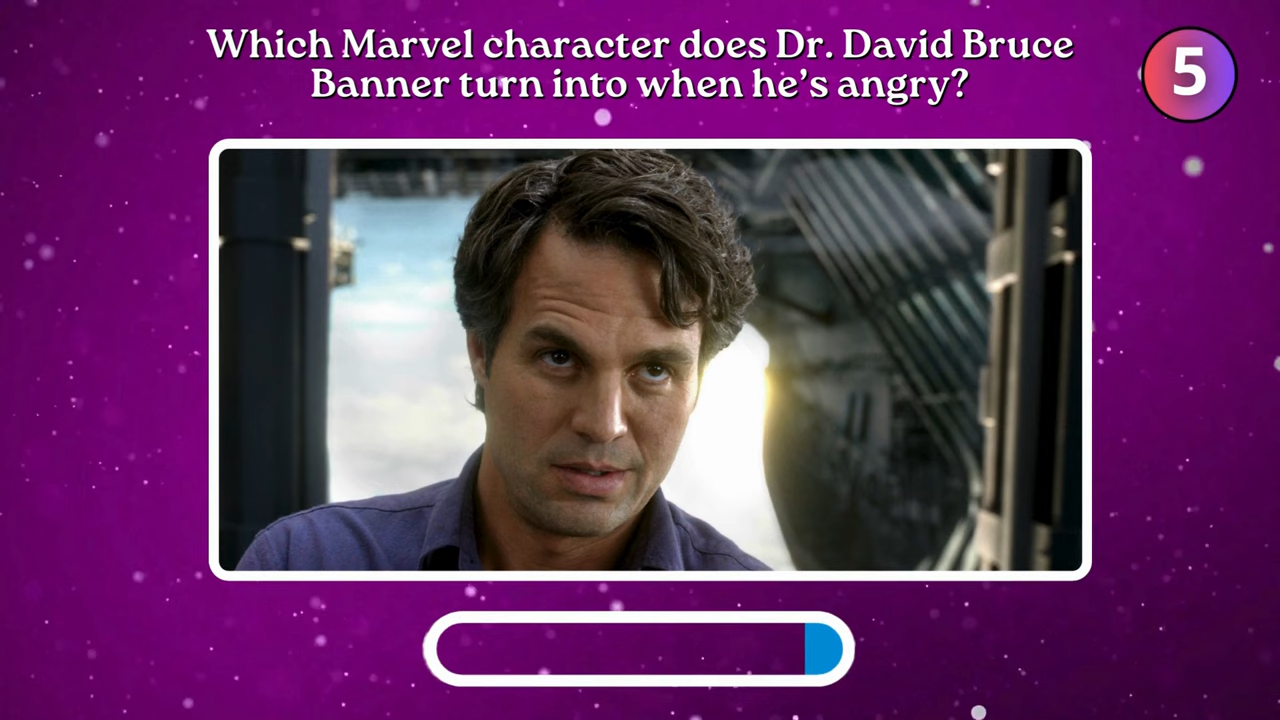 Which Marvel character does Dr. David Bruce
Banner turn into when he's angry?
5